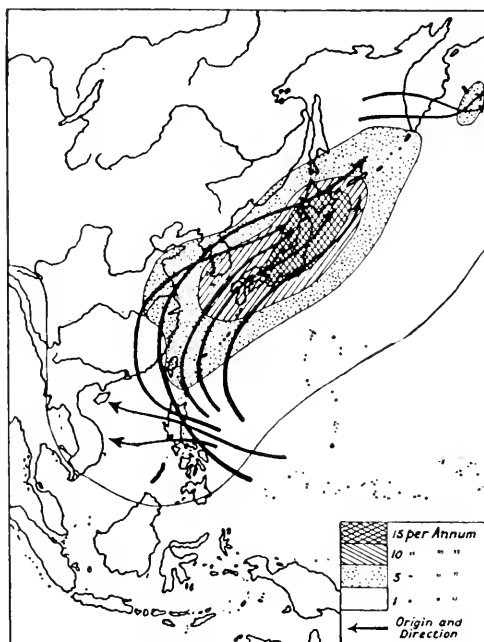 15 per Annum
10 " " "
5 " " "
1 " " "
Origin and
Direction